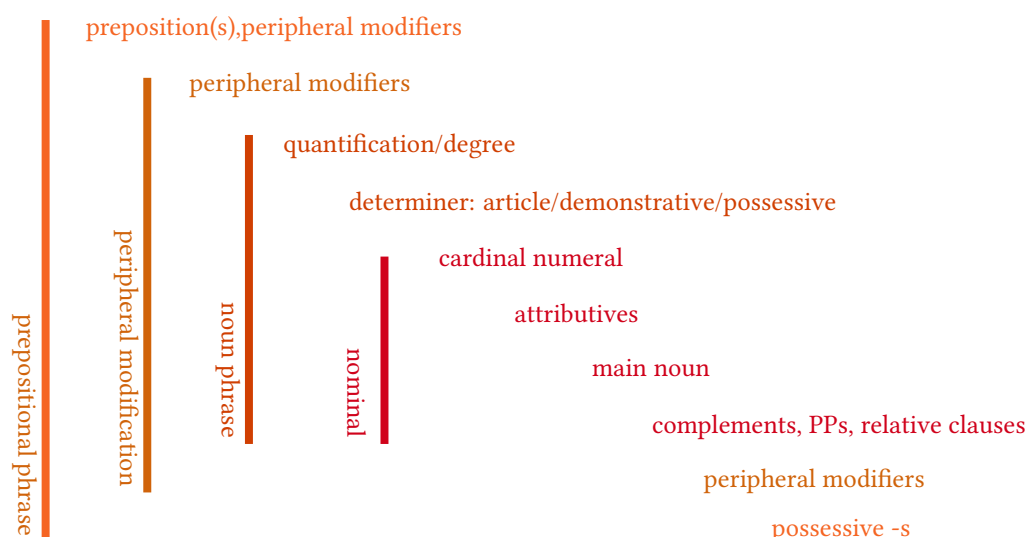 preposition(s),peripheral modifiers
peripheral modifiers
quantification/degree
determiner: article/demonstrative/possessive
cardinal numeral
attributives
main noun
complements, PPs, relative clauses
peripheral modifiers
possessive -s
prepositional phrase
peripheral modification
noun phrase
nominal